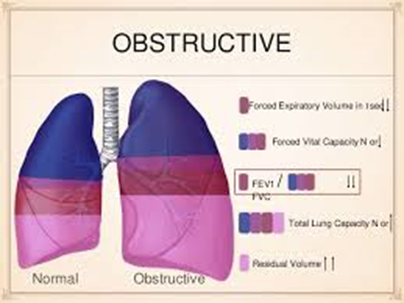 OBSTRUCTIVE
Forced Expiratory Volume in 1sec↓↓
Forced Vital Capacity N or↓
FEV1 / ↓↓
FVC
Total Lung Capacity N or↑
Residual Volume ↑↑
Normal Obstructive